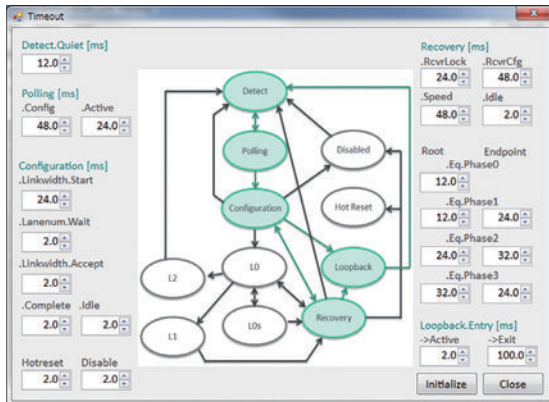 Timeout
Detect.Quiet [ms]
12.0
Polling [ms]
.Config .Active
48.0 24.0
Configuration [ms]
.Linkwidth.Start
24.0
.Lanenum.Wait
2.0
.Linkwidth.Accept
2.0
.Complete .Idle
2.0 2.0
Hotreset Disable
2.0 2.0
Detect
Polling
Disabled
Configuration
Hot Reset
L2
L0
Loopback
L1
L0s
Recovery
Recovery [ms]
.RcvrLock .RcvrCfg
24.0 48.0
.Speed .Idle
48.0 2.0
Root Endpoint
.Eq.Phase0
12.0
.Eq.Phase1
12.0 24.0
.Eq.Phase2
24.0 32.0
.Eq.Phase3
32.0 24.0
Loopback.Entry [ms]
->Active ->Exit
2.0 100.0
Initialize Close